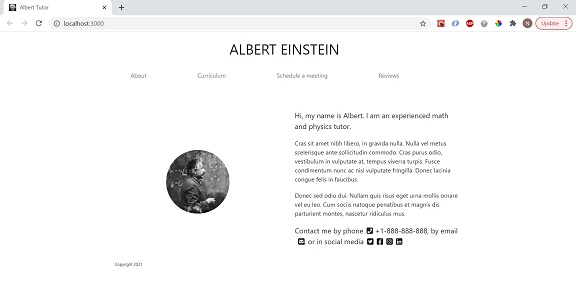 Albert Tutor
localhost:3000
N
Update
ALBERT EINSTEIN
About Curriculum Schedule a meeting Reviews
Hi, my name is Albert. I am an experienced math
and physics tutor.
Cras sit amet nibh libero, in gravida nulla. Nulla vel metus
scelerisque ante sollicitudin commodo. Cras purus odio,
vestibulum in vulputate at, tempus viverra turpis. Fusce
condimentum nunc ac nisi vulputate fringilla. Donec lacinia
congue felis in faucibus.
Donec sed odio dui. Nullam quis risus eget urna mollis ornare
vel eu leo. Cum sociis natoque penatibus et magnis dis
parturient montes, nascetur ridiculus mus.
Contact me by phone +1-888-888-888, by email
or in social media
Copyright 2021